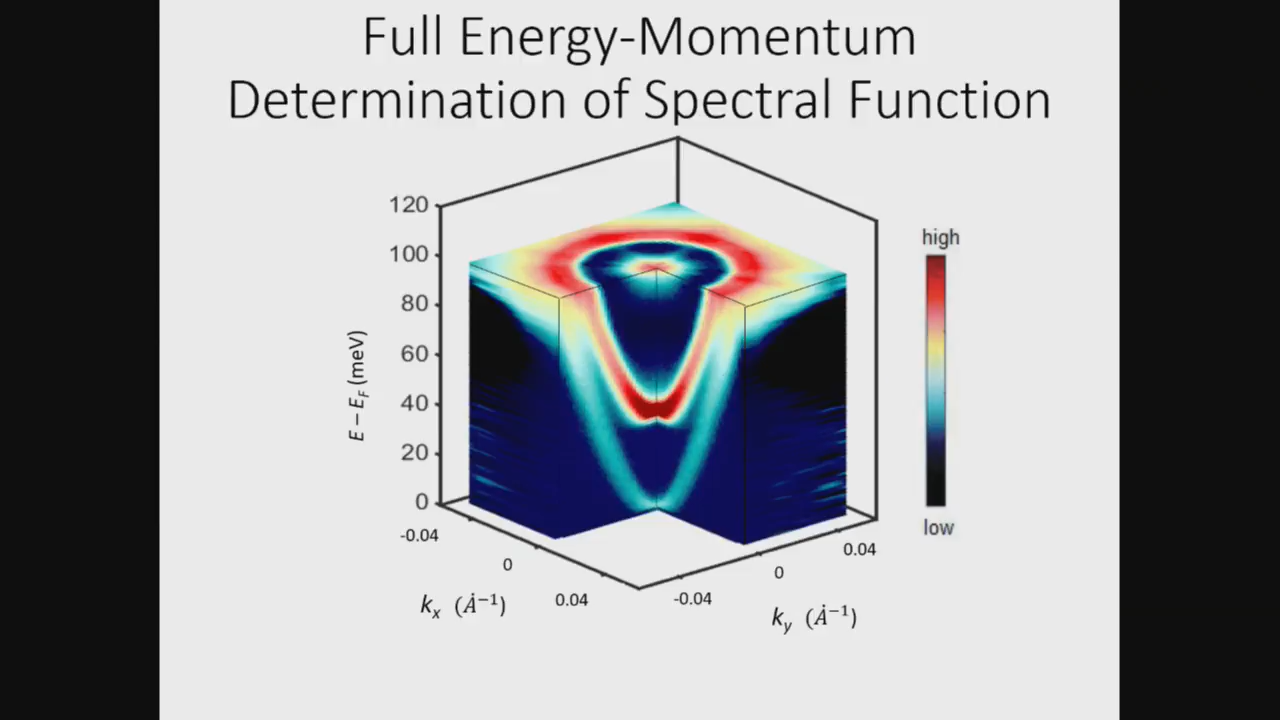 Full Energy-Momentum
Determination of Spectral Function
120
100
80
60
40
20
0
E − E_F (meV)
-0.04
0
0.04
k_x (Å⁻¹)
-0.04
0
0.04
k_y (Å⁻¹)
high
low